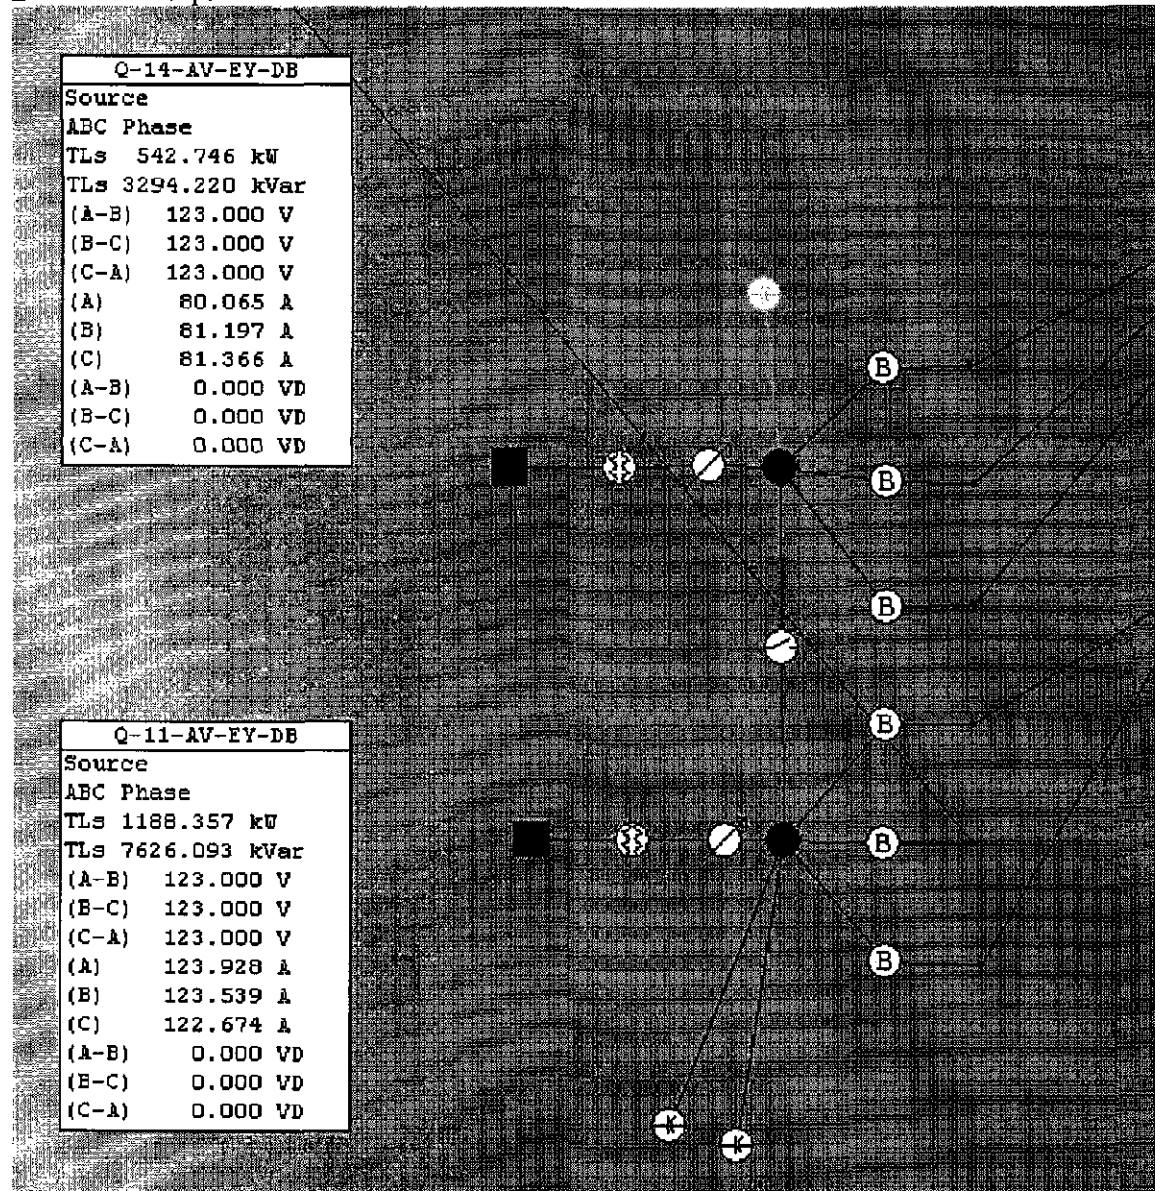 Q-14-AV-EY-DB
Source
ABC Phase
TLs 542.746 kW
TLs 3294.220 kVar
(A-B) 123.000 V
(B-C) 123.000 V
(C-A) 123.000 V
(A) 80.065 A
(B) 81.197 A
(C) 81.366 A
(A-B) 0.000 VD
(B-C) 0.000 VD
(C-A) 0.000 VD
B
B
B
B
Q-11-AV-EY-DB
Source
ABC Phase
TLs 1188.357 kW
TLs 7626.093 kVar
(A-B) 123.000 V
(B-C) 123.000 V
(C-A) 123.000 V
(A) 123.928 A
(B) 123.539 A
(C) 122.674 A
(A-B) 0.000 VD
(B-C) 0.000 VD
(C-A) 0.000 VD
B
B
K
K